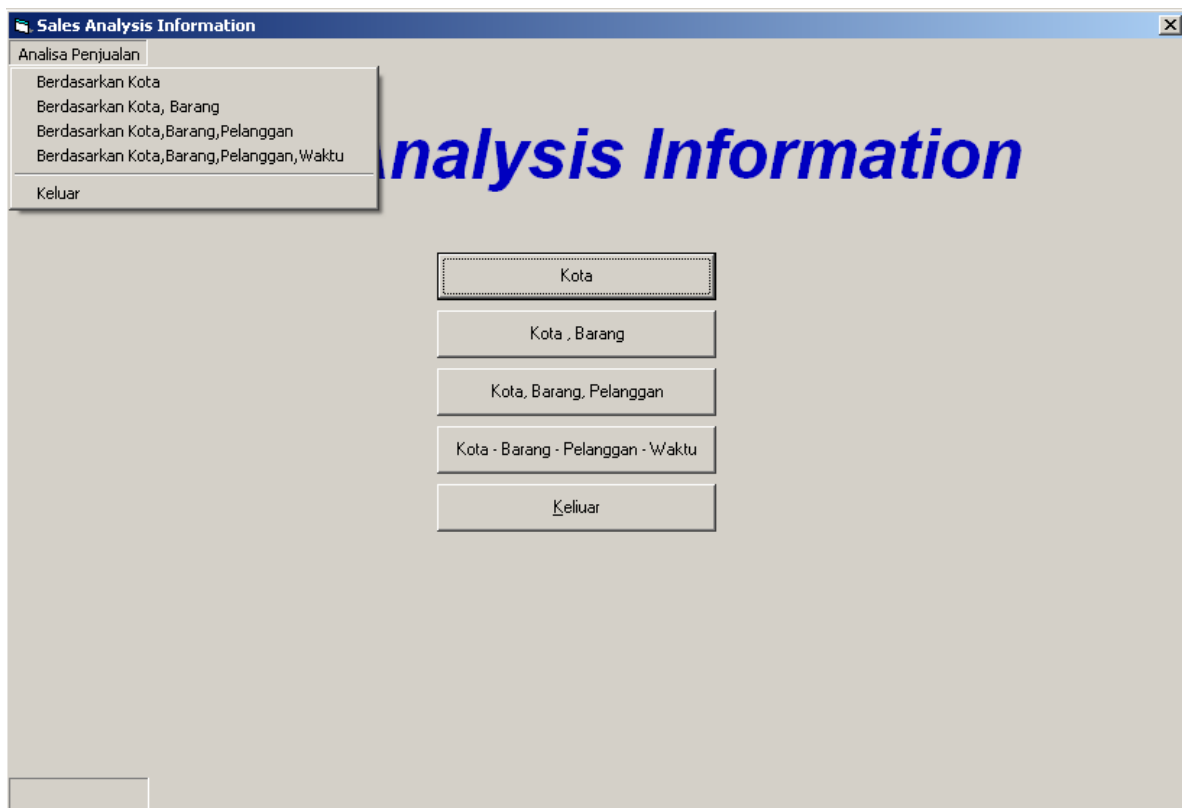 Sales Analysis Information
Analisa Penjualan
Berdasarkan Kota
Berdasarkan Kota, Barang
Berdasarkan Kota,Barang,Pelanggan
Berdasarkan Kota,Barang,Pelanggan,Waktu
Keluar
nalysis Information
Kota
Kota , Barang
Kota, Barang, Pelanggan
Kota - Barang - Pelanggan - Waktu
Keliuar